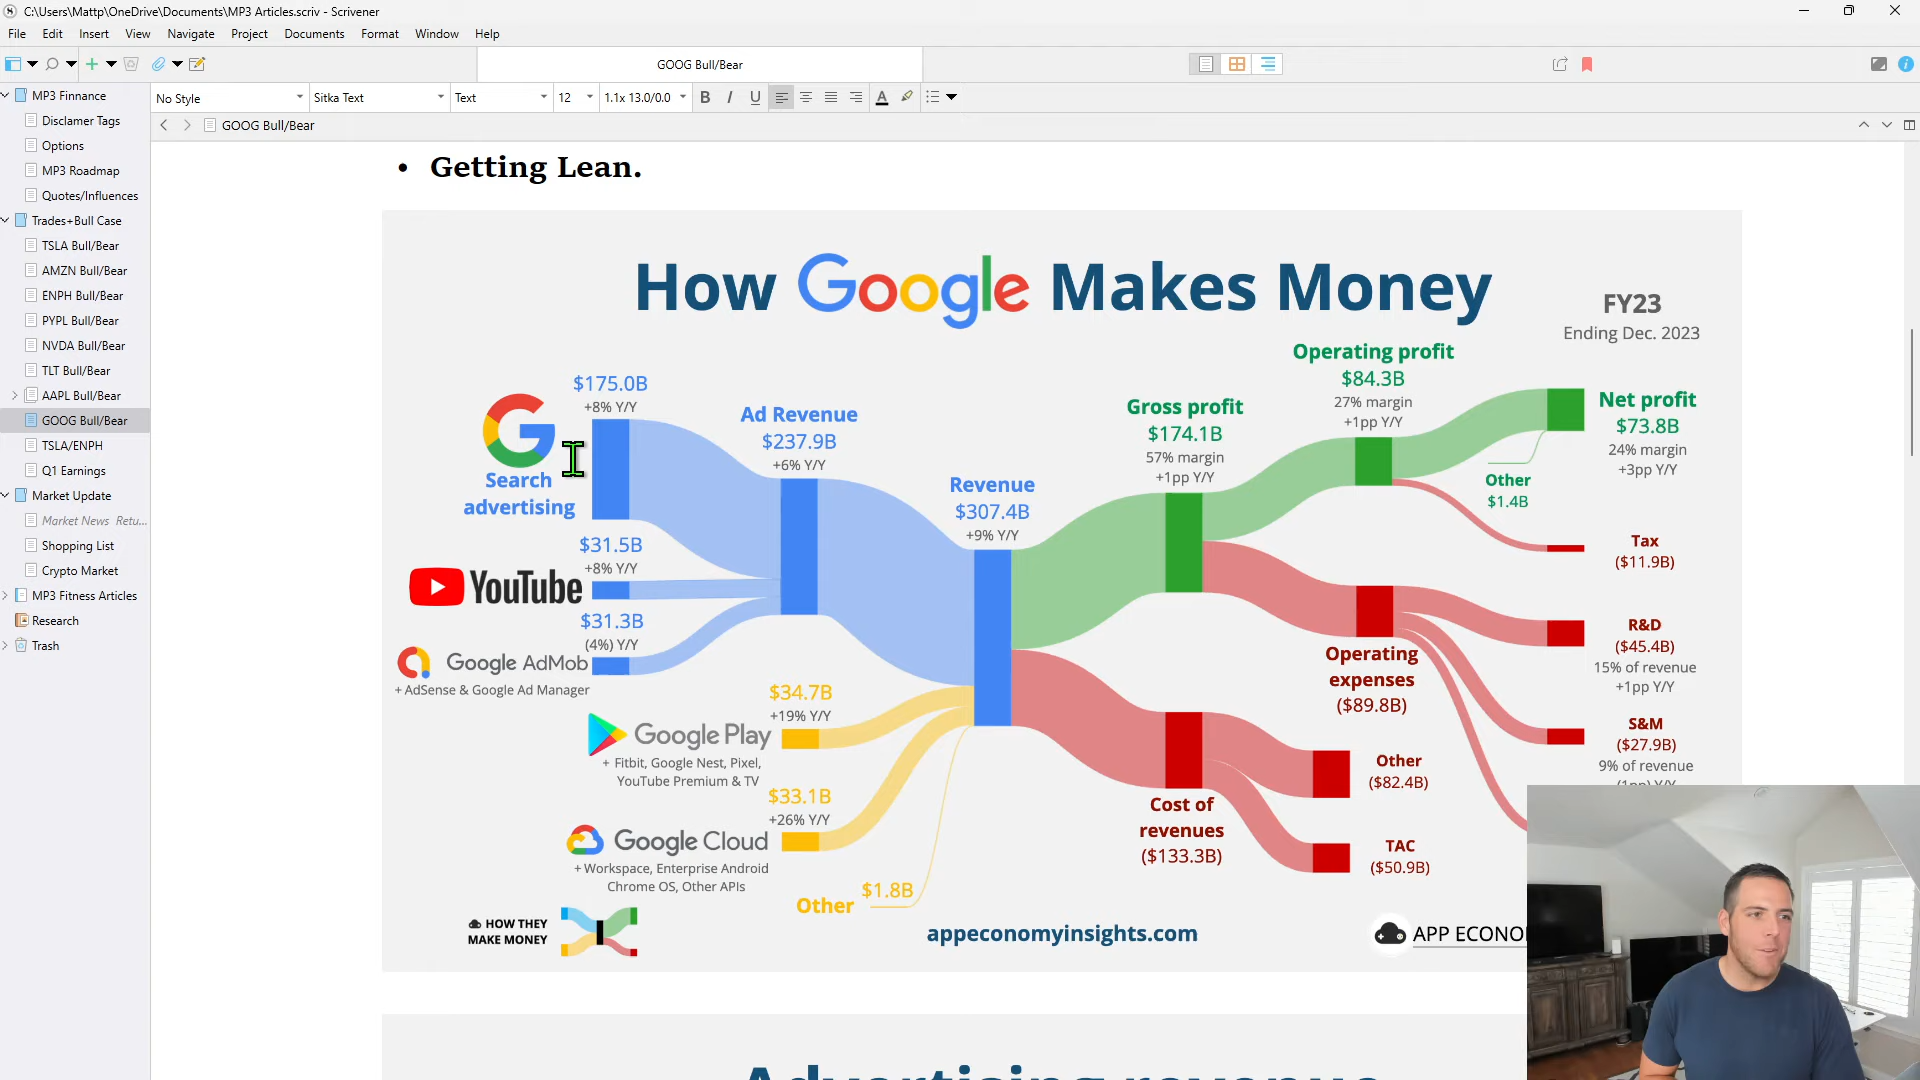 C:\Users\Mattp\OneDrive\Documents\MP3 Articles.scriv - Scrivener
File Edit Insert View Navigate Project Documents Format Window Help
GOOG Bull/Bear
No Style Sitka Text Text 12 1.1x 13.0/0.0 B I U A
GOOG Bull/Bear
MP3 Finnance
Disclamer Tags
Options
MP3 Roadmap
Quotes/Influences
Trades+Bull Case
TSLA Bull/Bear
AMZN Bull/Bear
ENPH Bull/Bear
PYPL Bull/Bear
NVDA Bull/Bear
TLT Bull/Bear
AAPL Bull/Bear
GOOG Bull/Bear
TSLA/ENPH
Q1 Earnings
Market Update
Market News Retu...
Shopping List
Crypto Market
MP3 Fitness Articles
Research
Trash
• Getting Lean.
How Google Makes Money
FY23
Ending Dec. 2023
$175.0B
+8% Y/Y
Search
advertising
$31.5B
+8% Y/Y
YouTube
$31.3B
(4%) Y/Y
Google AdMob
+ AdSense & Google Ad Manager
Ad Revenue
$237.9B
+6% Y/Y
$34.7B
+19% Y/Y
Google Play
+ Fitbit, Google Nest, Pixel,
YouTube Premium & TV
$33.1B
+26% Y/Y
Google Cloud
+ Workspace, Enterprise Android
Chrome OS, Other APIs
Other $1.8B
Revenue
$307.4B
+9% Y/Y
Gross profit
$174.1B
57% margin
+1pp Y/Y
Operating profit
$84.3B
27% margin
+1pp Y/Y
Net profit
$73.8B
24% margin
+3pp Y/Y
Other
$1.4B
Tax
($11.9B)
Operating
expenses
($89.8B)
R&D
($45.4B)
15% of revenue
+1pp Y/Y
S&M
($27.9B)
9% of revenue
Cost of
revenues
($133.3B)
Other
($82.4B)
TAC
($50.9B)
HOW THEY
MAKE MONEY
appeconomyinsights.com
APP ECONO
Advertising revenue